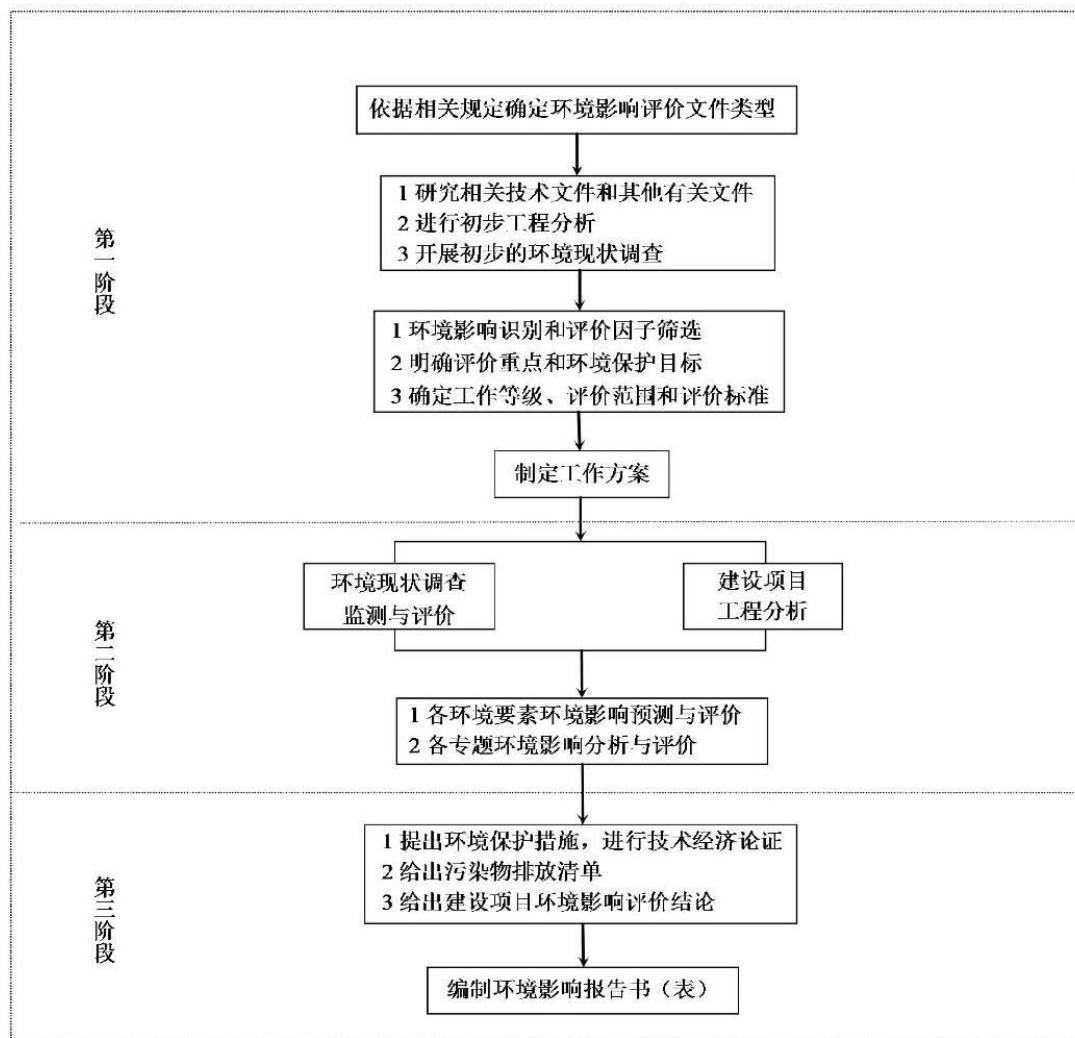 依据相关规定确定环境影响评价文件类型
1 研究相关技术文件和其他有关文件
2 进行初步工程分析
3 开展初步的环境现状调查
第一阶段
1 环境影响识别和评价因子筛选
2 明确评价重点和环境保护目标
3 确定工作等级、评价范围和评价标准
制定工作方案
第二阶段
环境现状调查
监测与评价
建设项目
工程分析
1 各环境要素环境影响预测与评价
2 各专题环境影响分析与评价
第三阶段
1 提出环境保护措施，进行技术经济论证
2 给出污染物排放清单
3 给出建设项目环境影响评价结论
编制环境影响报告书（表）